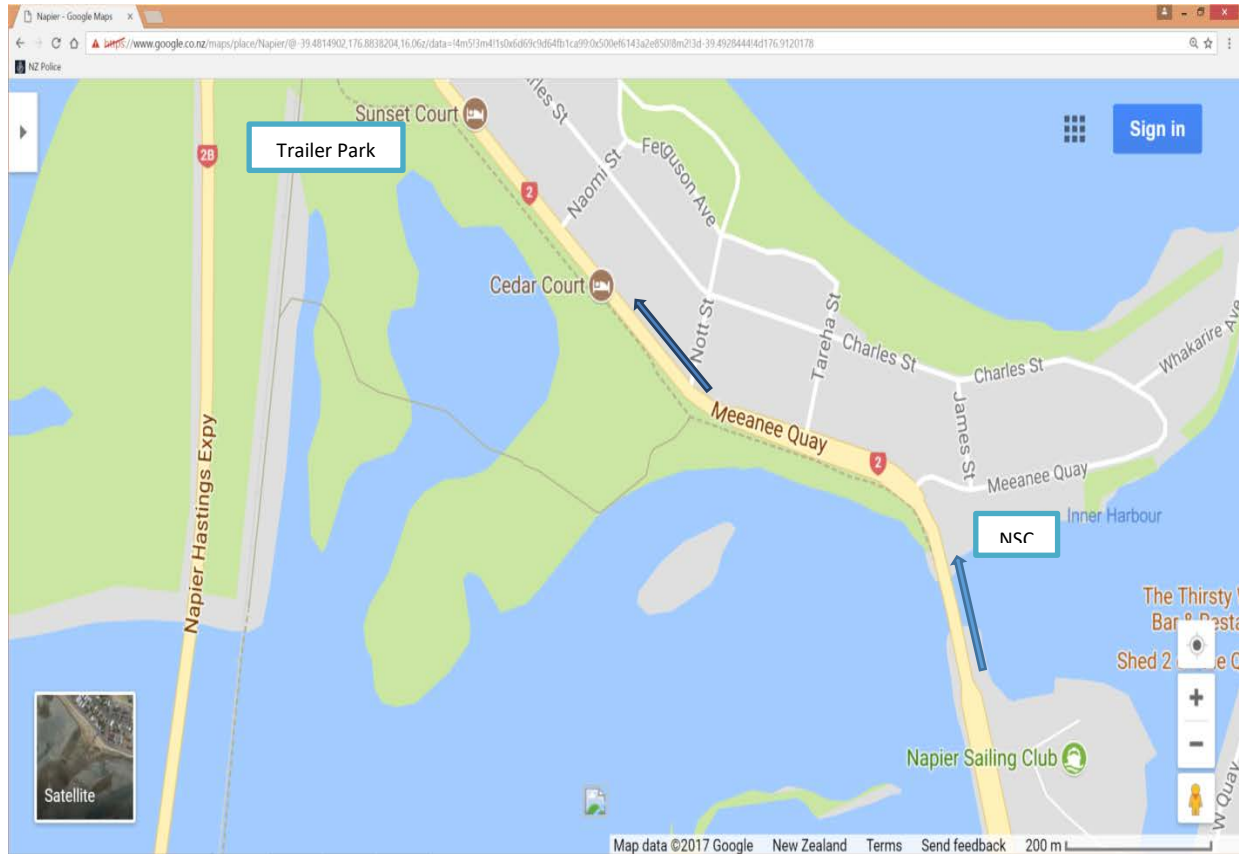 Napier - Google Maps
https://www.google.co.nz/maps/place/Napier/@-39.4814902,176.8838204,16.06z/data=!4m5!3m4!1s0x6d69c9d64fb1ca99:0x500ef6143a2e850!8m2!3d-39.4928444!4d176.9120178
NZ Police
Sunset Court
Trailer Park
Sign in
2B
2
Naomi St
Ferguson Ave
Cedar Court
Nott St
Tareha St
Charles St
Charles St
Whakarire Ave
James St
Meeanee Quay
2
Meeanee Quay
Napier Hastings Expy
Inner Harbour
NSC
The Thirsty
Shed 2
Napier Sailing Club
Satellite
Map data ©2017 Google
New Zealand
Terms
Send feedback
200 m